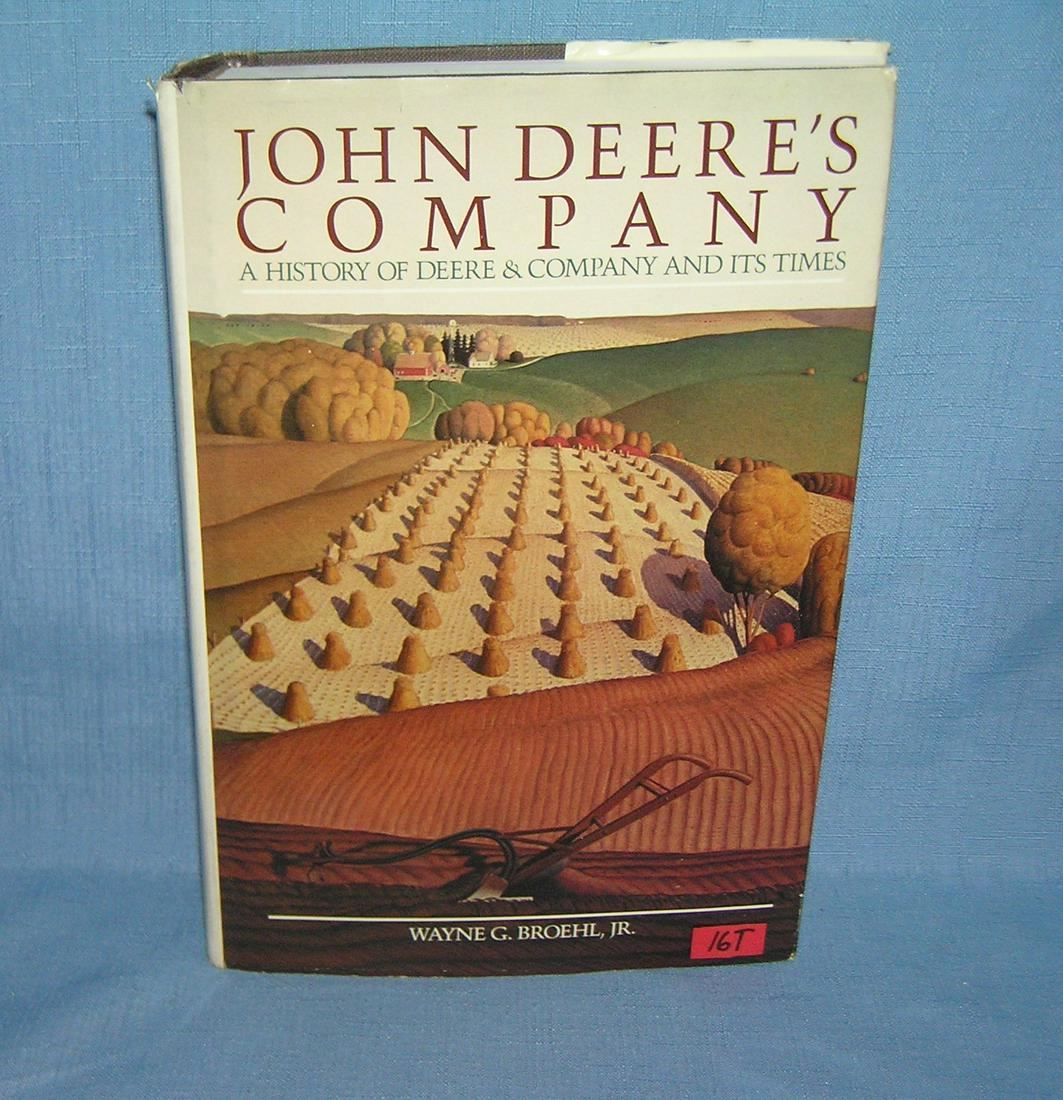 JOHN DEERE'S
COMPANY
A HISTORY OF DEERE & COMPANY AND ITS TIMES
WAYNE G. BROEHL, JR.
16T